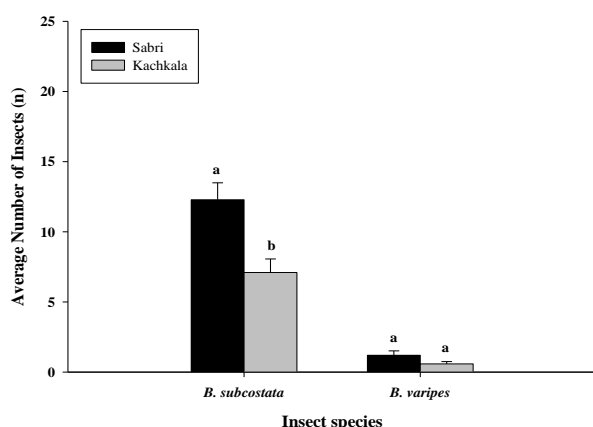 25
Sabri
Kachkala
20
15
10
5
0
Average Number of Insects (n)
a
b
a
a
B. subcostata
B. varipes
Insect species